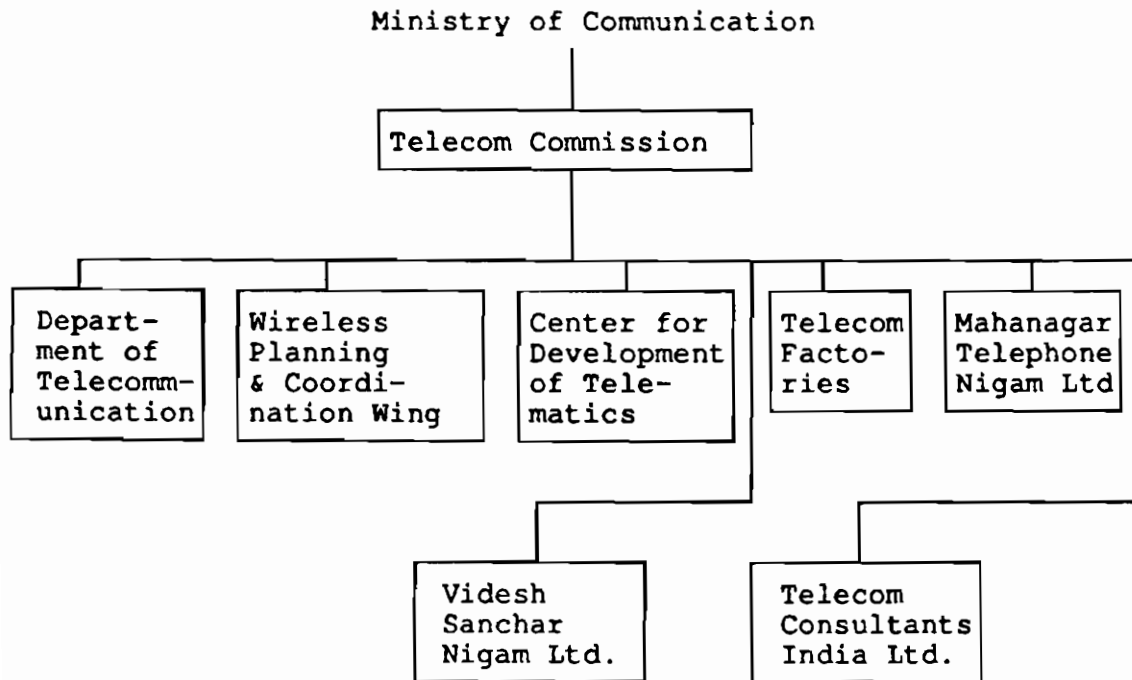 Ministry of Communication
Telecom Commission
Depart-
ment of
Telecomm-
unication
Wireless
Planning
& Coordi-
nation Wing
Center for
Development
of Tele-
matics
Telecom
Facto-
ries
Mahanagar
Telephone
Nigam Ltd
Videsh
Sanchar
Nigam Ltd.
Telecom
Consultants
India Ltd.